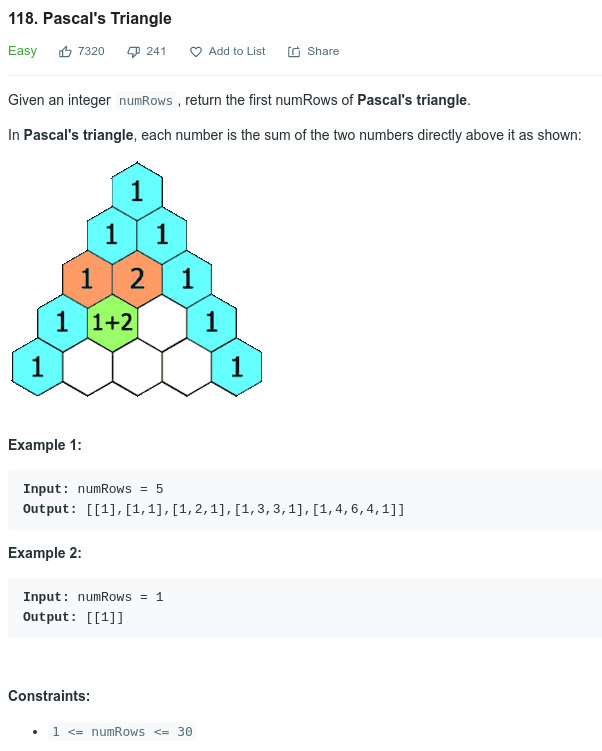 118. Pascal's Triangle
Easy 7320 241 Add to List Share
Given an integer numRows , return the first numRows of Pascal's triangle.
In Pascal's triangle, each number is the sum of the two numbers directly above it as shown:
1
1 1
1 2 1
1 1+2 1
1 1
Example 1:
Input: numRows = 5
Output: [[1],[1,1],[1,2,1],[1,3,3,1],[1,4,6,4,1]]
Example 2:
Input: numRows = 1
Output: [[1]]
Constraints:
• 1 <= numRows <= 30